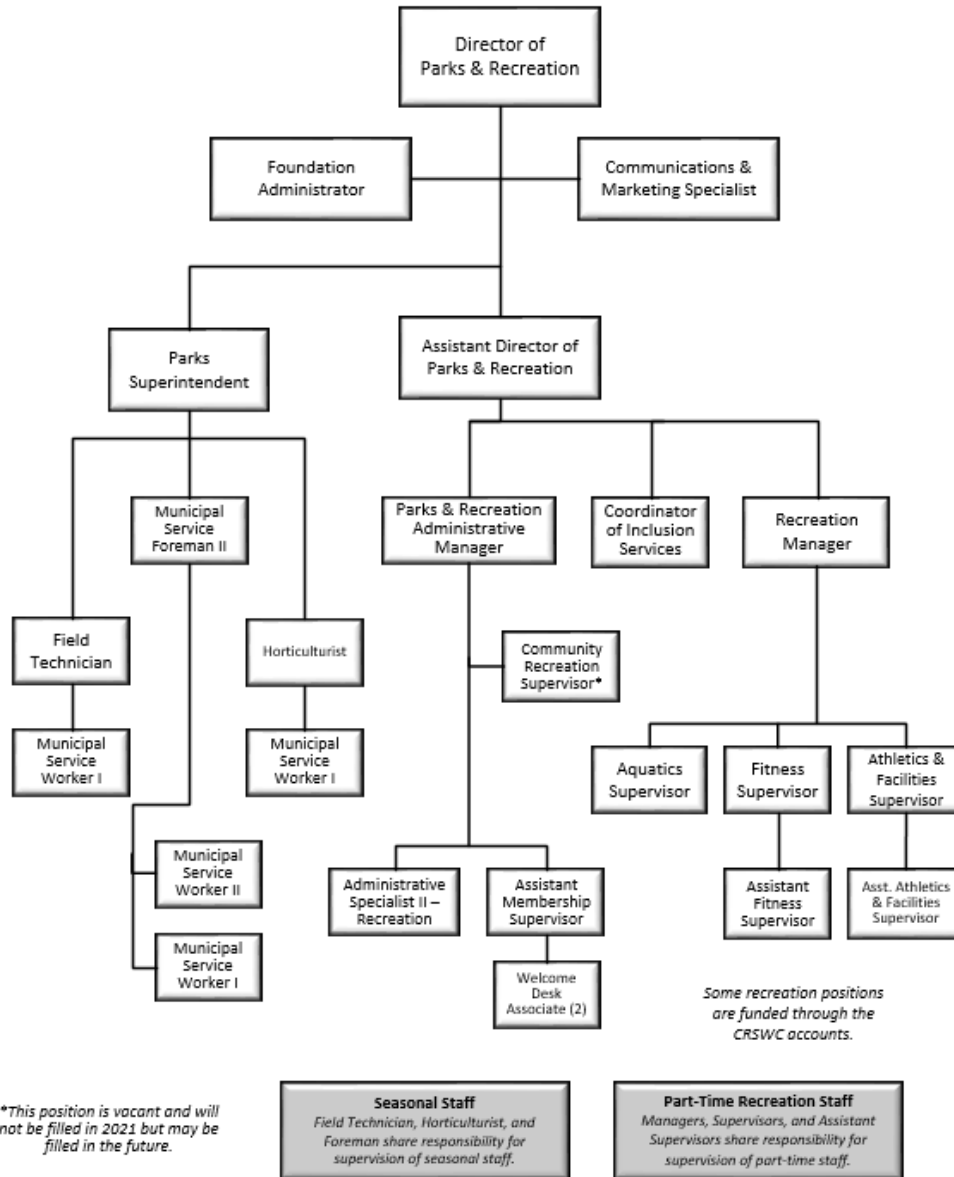 Director of
Parks & Recreation
Foundation
Administrator
Communications &
Marketing Specialist
Parks
Superintendent
Assistant Director of
Parks & Recreation
Municipal
Service
Foreman II
Parks & Recreation
Administrative
Manager
Coordinator
of Inclusion
Services
Recreation
Manager
Field
Technician
Horticulturist
Community
Recreation
Supervisor*
Municipal
Service
Worker I
Municipal
Service
Worker I
Aquatics
Supervisor
Fitness
Supervisor
Athletics &
Facilities
Supervisor
Municipal
Service
Worker II
Administrative
Specialist II –
Recreation
Assistant
Membership
Supervisor
Assistant
Fitness
Supervisor
Asst. Athletics
& Facilities
Supervisor
Municipal
Service
Worker I
Welcome
Desk
Associate (2)
Some recreation positions
are funded through the
CRSWC accounts.
*This position is vacant and will
not be filled in 2021 but may be
filled in the future.
Seasonal Staff
Field Technician, Horticulturist, and
Foreman share responsibility for
supervision of seasonal staff.
Part-Time Recreation Staff
Managers, Supervisors, and Assistant
Supervisors share responsibility for
supervision of part-time staff.